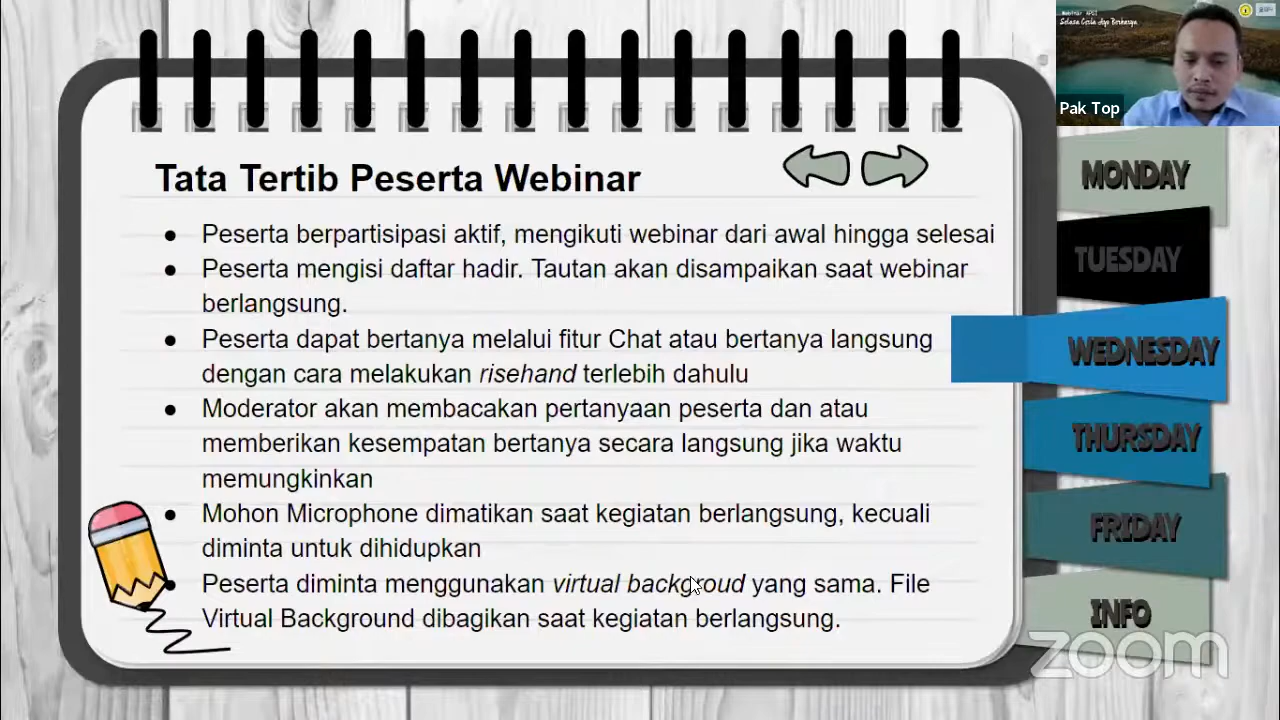 Tata Tertib Peserta Webinar
● Peserta berpartisipasi aktif, mengikuti webinar dari awal hingga selesai
● Peserta mengisi daftar hadir. Tautan akan disampaikan saat webinar
berlangsung.
● Peserta dapat bertanya melalui fitur Chat atau bertanya langsung
dengan cara melakukan risehand terlebih dahulu
● Moderator akan membacakan pertanyaan peserta dan atau
memberikan kesempatan bertanya secara langsung jika waktu
memungkinkan
● Mohon Microphone dimatikan saat kegiatan berlangsung, kecuali
diminta untuk dihidupkan
● Peserta diminta menggunakan virtual backgroud yang sama. File
Virtual Background dibagikan saat kegiatan berlangsung.
Pak Top
MONDAY
TUESDAY
WEDNESDAY
THURSDAY
FRIDAY
INFO
zoom